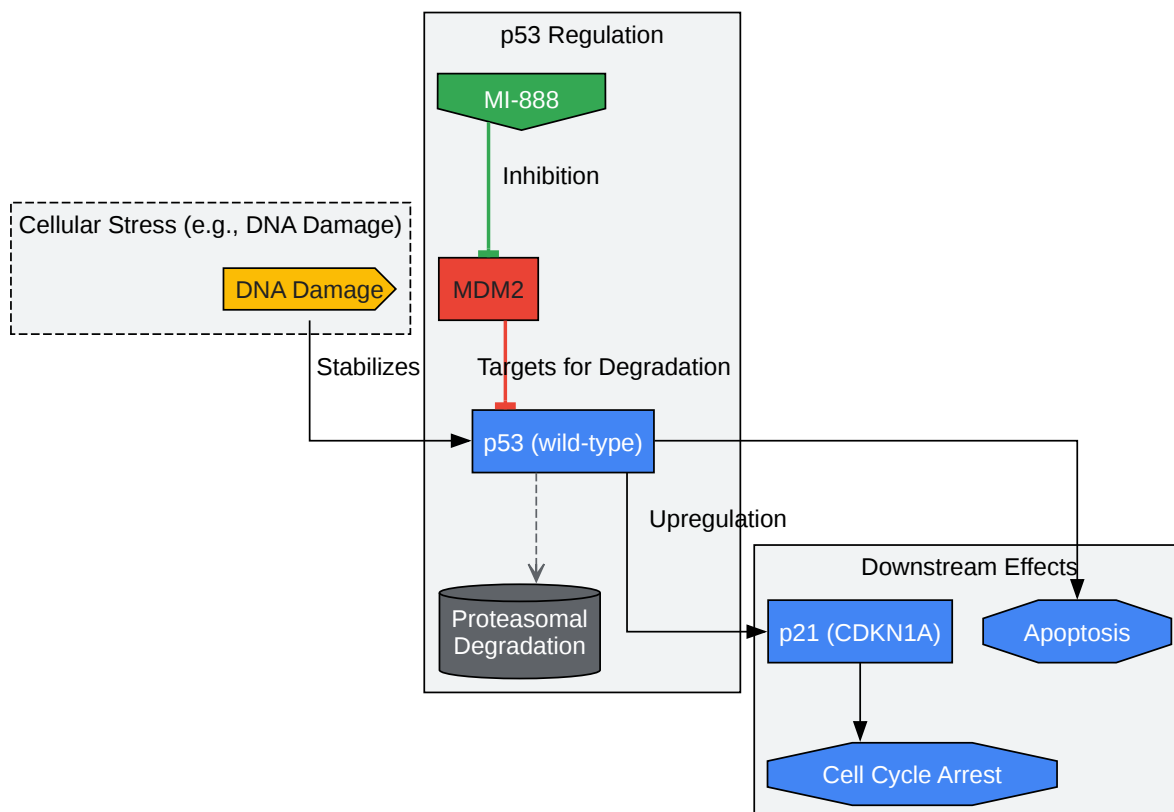 p53 Regulation
MI-888
Inhibition
Cellular Stress (e.g., DNA Damage)
DNA Damage
MDM2
Stabilizes
Targets for Degradation
p53 (wild-type)
Upregulation
Downstream Effects
Proteasomal
Degradation
p21 (CDKN1A)
Apoptosis
Cell Cycle Arrest